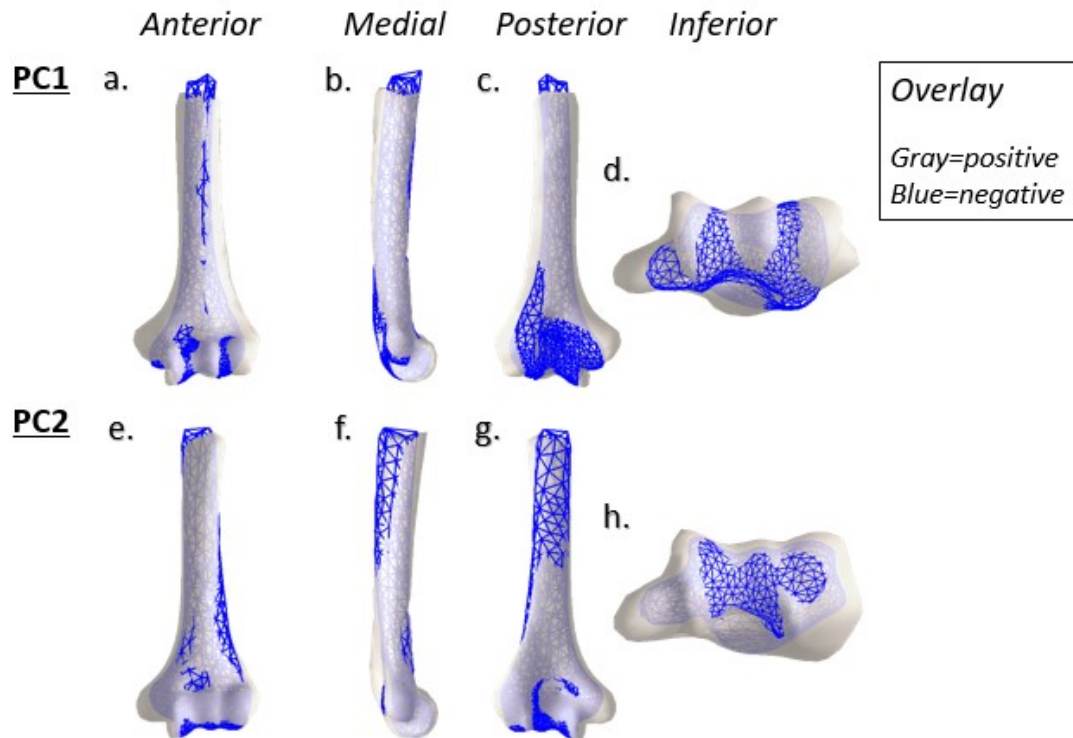 Anterior Medial Posterior Inferior
PC1 a. b. c.
Overlay
Gray=positive
Blue=negative
d.
PC2 e. f. g.
h.